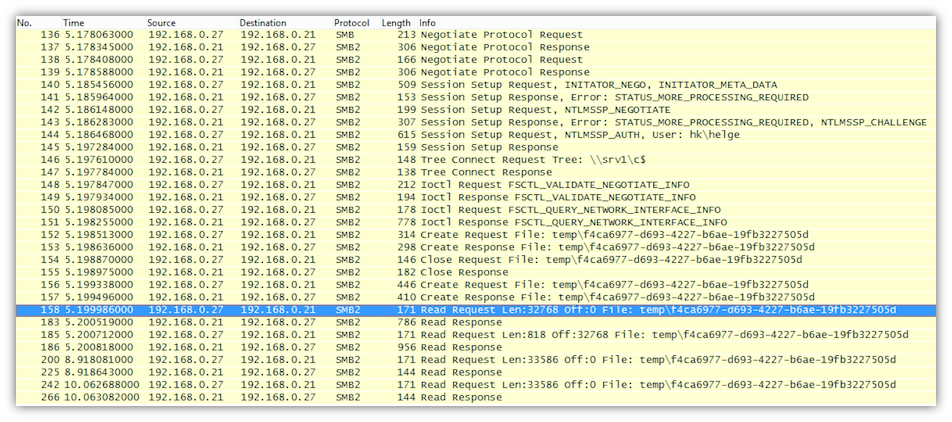 No. Time Source Destination Protocol Length Info
136 5.178063000 192.168.0.27 192.168.0.21 SMB 213 Negotiate Protocol Request
137 5.178345000 192.168.0.21 192.168.0.27 SMB2 306 Negotiate Protocol Response
138 5.178408000 192.168.0.27 192.168.0.21 SMB2 166 Negotiate Protocol Request
139 5.178588000 192.168.0.21 192.168.0.27 SMB2 306 Negotiate Protocol Response
140 5.185456000 192.168.0.27 192.168.0.21 SMB2 509 Session Setup Request, INITATOR_NEGO, INITIATOR_META_DATA
141 5.185964000 192.168.0.21 192.168.0.27 SMB2 153 Session Setup Response, Error: STATUS_MORE_PROCESSING_REQUIRED
142 5.186148000 192.168.0.27 192.168.0.21 SMB2 199 Session Setup Request, NTLMSSP_NEGOTIATE
143 5.186283000 192.168.0.21 192.168.0.27 SMB2 307 Session Setup Response, Error: STATUS_MORE_PROCESSING_REQUIRED, NTLMSSP_CHALLENGE
144 5.186468000 192.168.0.27 192.168.0.21 SMB2 615 Session Setup Request, NTLMSSP_AUTH, User: hk\helge
145 5.197284000 192.168.0.21 192.168.0.27 SMB2 159 Session Setup Response
146 5.197610000 192.168.0.27 192.168.0.21 SMB2 148 Tree Connect Request Tree: \\srv1\c$
147 5.197784000 192.168.0.21 192.168.0.27 SMB2 138 Tree Connect Response
148 5.197847000 192.168.0.27 192.168.0.21 SMB2 212 Ioctl Request FSCTL_VALIDATE_NEGOTIATE_INFO
149 5.197934000 192.168.0.21 192.168.0.27 SMB2 194 Ioctl Response FSCTL_VALIDATE_NEGOTIATE_INFO
150 5.198085000 192.168.0.27 192.168.0.21 SMB2 178 Ioctl Request FSCTL_QUERY_NETWORK_INTERFACE_INFO
151 5.198255000 192.168.0.21 192.168.0.27 SMB2 778 Ioctl Response FSCTL_QUERY_NETWORK_INTERFACE_INFO
152 5.198513000 192.168.0.27 192.168.0.21 SMB2 314 Create Request File: temp\f4ca6977-d693-4227-b6ae-19fb3227505d
153 5.198636000 192.168.0.21 192.168.0.27 SMB2 298 Create Response File: temp\f4ca6977-d693-4227-b6ae-19fb3227505d
154 5.198870000 192.168.0.27 192.168.0.21 SMB2 146 Close Request File: temp\f4ca6977-d693-4227-b6ae-19fb3227505d
155 5.198975000 192.168.0.21 192.168.0.27 SMB2 182 Close Response
156 5.199338000 192.168.0.27 192.168.0.21 SMB2 446 Create Request File: temp\f4ca6977-d693-4227-b6ae-19fb3227505d
157 5.199496000 192.168.0.21 192.168.0.27 SMB2 410 Create Response File: temp\f4ca6977-d693-4227-b6ae-19fb3227505d
158 5.199986000 192.168.0.27 192.168.0.21 SMB2 171 Read Request Len:32768 Off:0 File: temp\f4ca6977-d693-4227-b6ae-19fb3227505d
183 5.200519000 192.168.0.21 192.168.0.27 SMB2 786 Read Response
185 5.200712000 192.168.0.27 192.168.0.21 SMB2 171 Read Request Len:818 Off:32768 File: temp\f4ca6977-d693-4227-b6ae-19fb3227505d
186 5.200818000 192.168.0.21 192.168.0.27 SMB2 956 Read Response
200 8.918081000 192.168.0.27 192.168.0.21 SMB2 171 Read Request Len:33586 Off:0 File: temp\f4ca6977-d693-4227-b6ae-19fb3227505d
225 8.918643000 192.168.0.21 192.168.0.27 SMB2 144 Read Response
242 10.062688000 192.168.0.27 192.168.0.21 SMB2 171 Read Request Len:33586 Off:0 File: temp\f4ca6977-d693-4227-b6ae-19fb3227505d
266 10.063082000 192.168.0.21 192.168.0.27 SMB2 144 Read Response